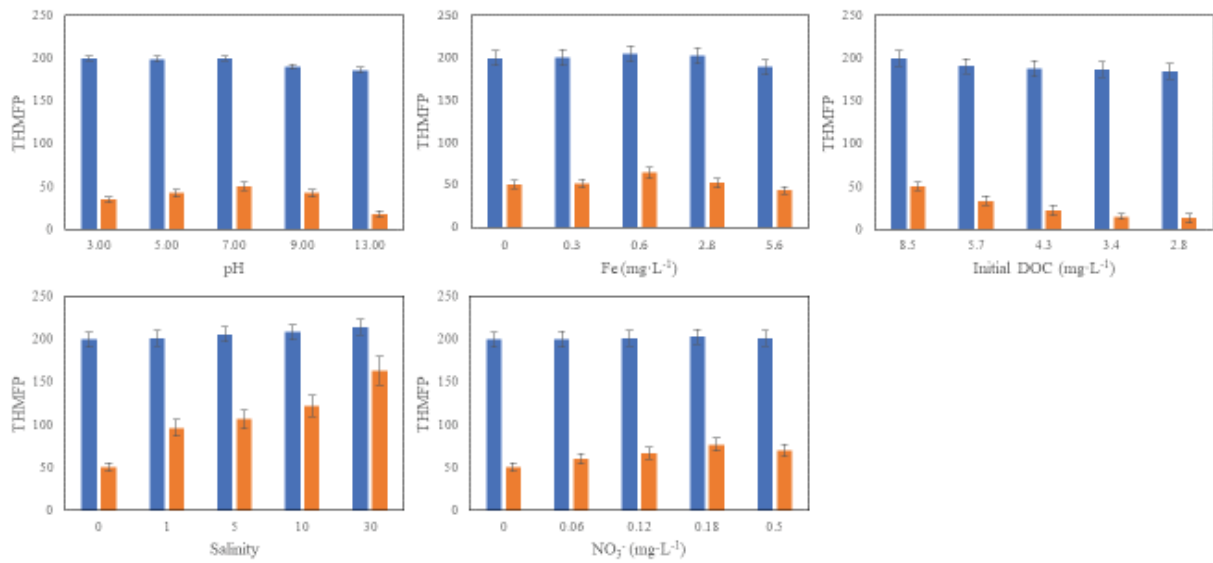 250
200
150
100
50
0
THMFP
3.00 5.00 7.00 9.00 13.00
pH
250
200
150
100
50
0
THMFP
0 0.3 0.6 2.8 5.6
Fe (mg·L⁻¹)
250
200
150
100
50
0
THMFP
8.5 5.7 4.3 3.4 2.8
Initial DOC (mg·L⁻¹)
250
200
150
100
50
0
THMFP
0 1 5 10 30
Salinity
250
200
150
100
50
0
THMFP
0 0.06 0.12 0.18 0.5
NO₃⁻ (mg·L⁻¹)